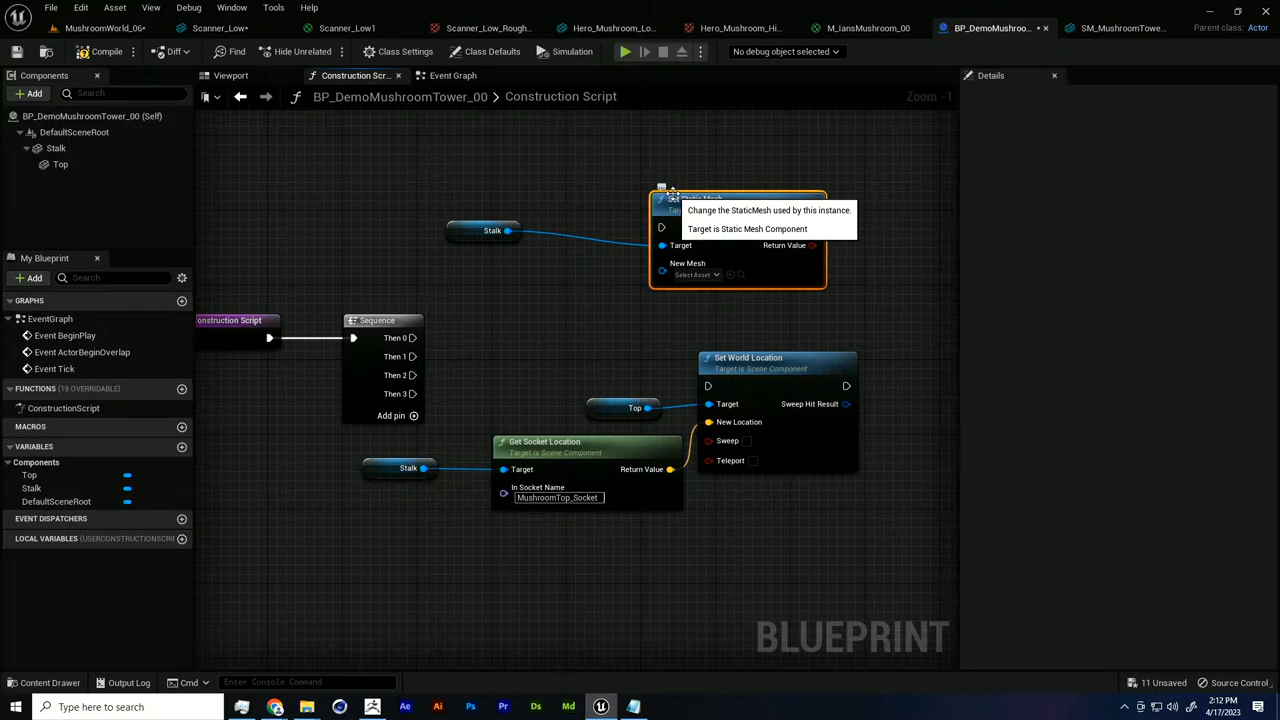 File Edit Asset View Debug Window Tools Help
MushroomWorld_06* Scanner_Low* Scanner_Low1 Scanner_Low_Rough... Hero_Mushroom_Lo... Hero_Mushroom_Hi... M_IansMushroom_00 BP_DemoMushroo... SM_MushroomTowe... Parent class: Actor
Compile Diff Find Hide Unrelated Class Settings Class Defaults Simulation No debug object selected
Components
Viewport Construction Scr... Event Graph
Details
Add Search
BP_DemoMushroomTower_00 > Construction Script
Zoom -1
BP_DemoMushroomTower_00 (Self)
DefaultSceneRoot
Stalk
Top
Change the StaticMesh used by this instance.
Target is Static Mesh Component
Stalk
Target Return Value
New Mesh
Select Asset
My Blueprint
Add Search
GRAPHS
EventGraph
Event BeginPlay
Event ActorBeginOverlap
Event Tick
FUNCTIONS (19 OVERRIDABLE)
ConstructionScript
MACROS
VARIABLES
Components
Top
Stalk
DefaultSceneRoot
EVENT DISPATCHERS
LOCAL VARIABLES (USERCONSTRUCTIONSCRI
Construction Script
Sequence
Then 0
Then 1
Then 2
Then 3
Add pin
Set World Location
Target is Scene Component
Top
Target Sweep Hit Result
New Location
Sweep
Teleport
Get Socket Location
Target is Scene Component
Stalk
Target Return Value
In Socket Name
MushroomTop_Socket
BLUEPRINT
Content Drawer Output Log Cmd Enter Console Command 11 Unsaved Source Control
Type here to search
Ae Ai Ps Pr Ds Md
2:12 PM
4/17/2023